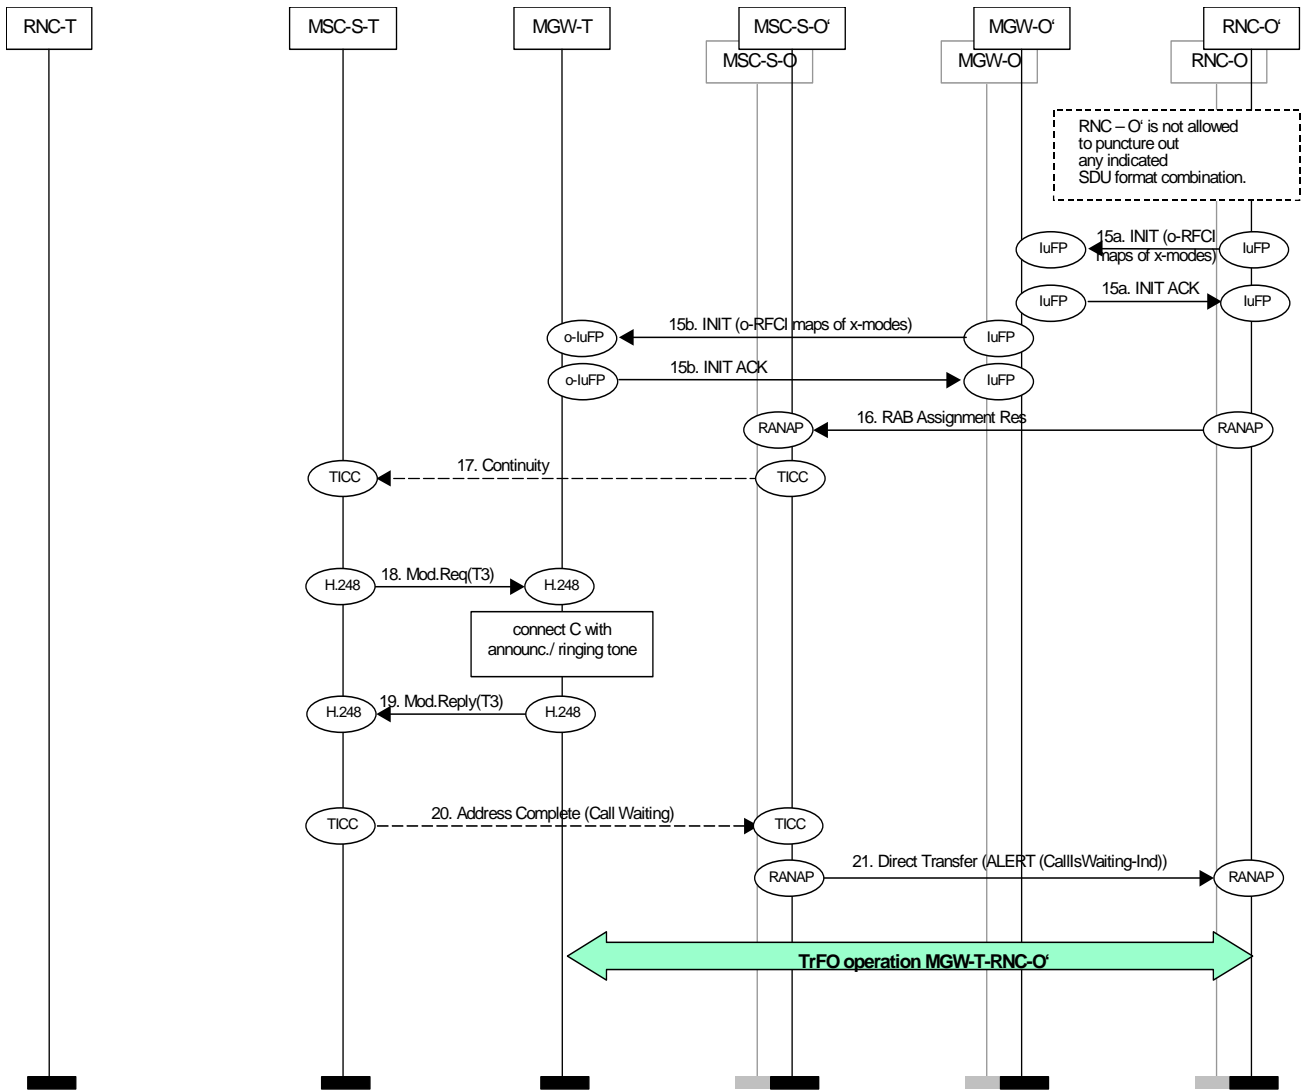 RNC-T
MSC-S-T
MGW-T
MSC-S-O‘
MGW-O‘
RNC-O‘
MSC-S-O
MGW-O
RNC-O
RNC – O‘ is not allowed
to puncture out
any indicated
SDU format combination.
IuFP
15a. INIT (o-RFCI
maps of x-modes)
IuFP
IuFP
15a. INIT ACK
IuFP
o-IuFP
15b. INIT (o-RFCI maps of x-modes)
IuFP
o-IuFP
15b. INIT ACK
IuFP
RANAP
16. RAB Assignment Res
RANAP
TICC
17. Continuity
TICC
H.248
18. Mod.Req(T3)
H.248
connect C with
announc./ ringing tone
H.248
19. Mod.Reply(T3)
H.248
TICC
20. Address Complete (Call Waiting)
TICC
RANAP
21. Direct Transfer (ALERT (CallIsWaiting-Ind))
RANAP
TrFO operation MGW-T-RNC-O‘